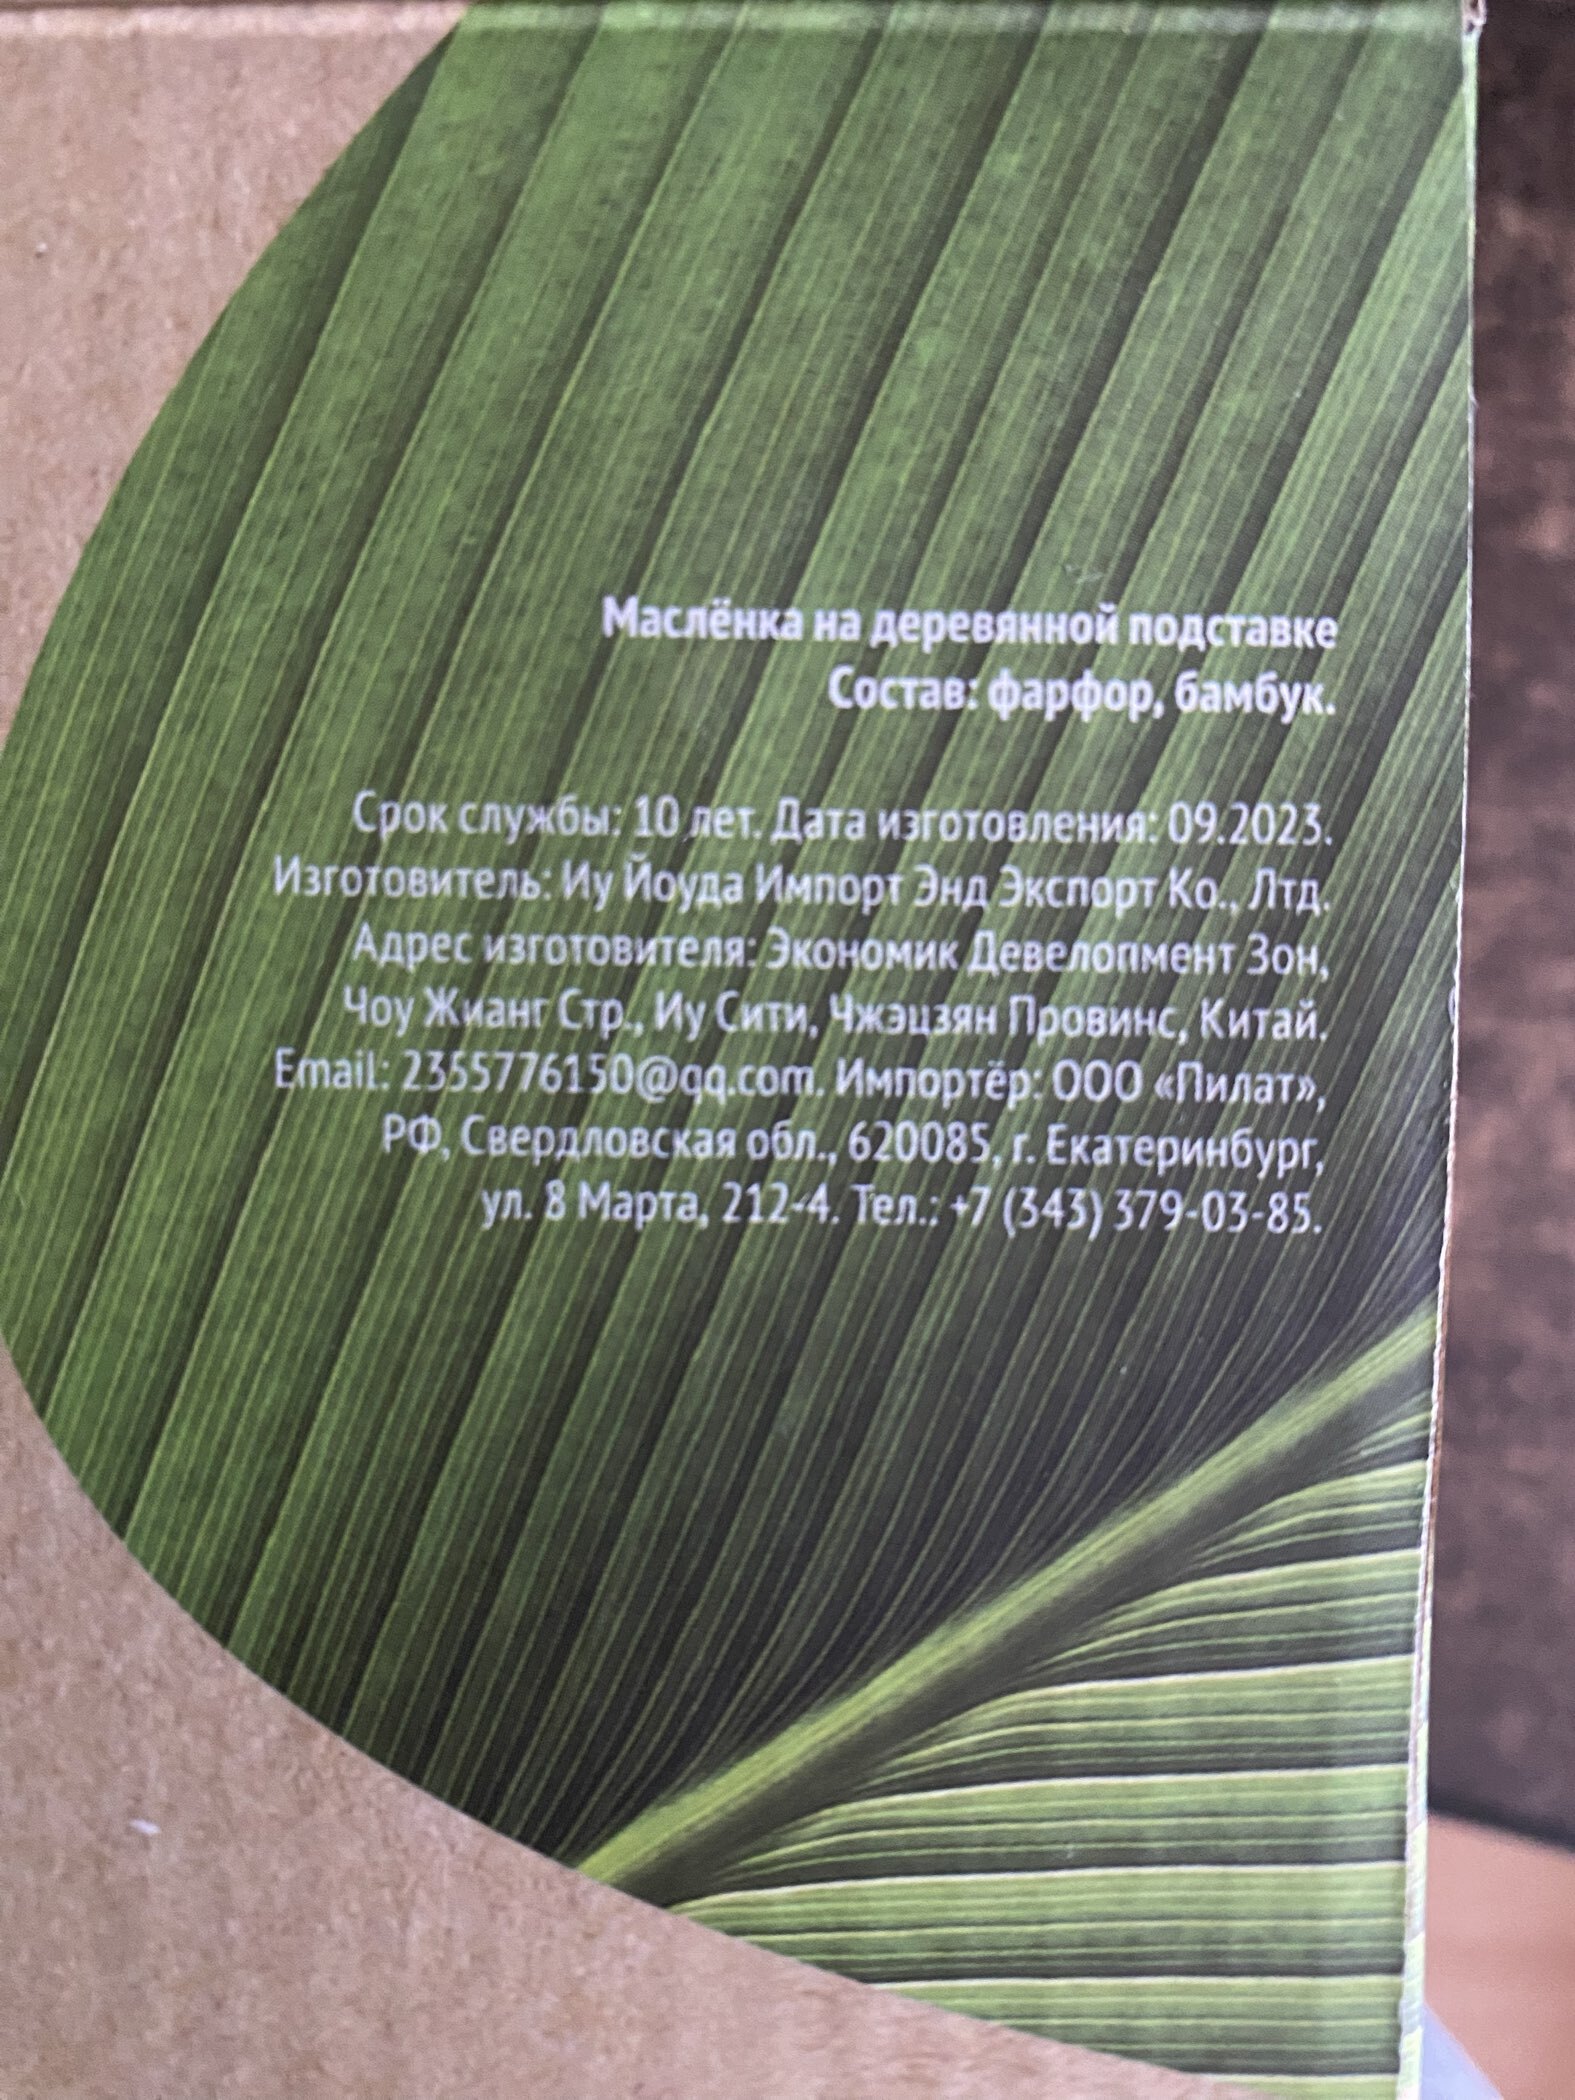 Маслёнка на деревянной подставке
Состав: фарфор, бамбук.
Срок службы: 10 лет. Дата изготовления: 09.2023.
Изготовитель: Иу Йоуда Импорт Энд Экспорт Ко., Лтд.
Адрес изготовителя: Экономик Девелопмент Зон,
Чоу Жианг Стр., Иу Сити, Чжэцзян Провинс, Китай.
Email: 2355776150@qq.com. Импортёр: ООО «Пилат»,
РФ, Свердловская обл., 620085, г. Екатеринбург,
ул. 8 Марта, 212-4. Тел.: +7 (343) 379-03-85.